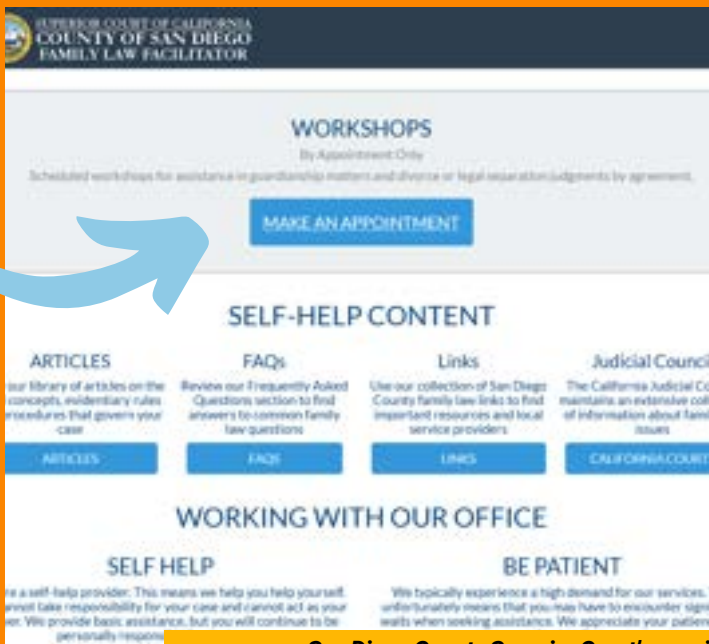 SUPERIOR COURT OF CALIFORNIA
COUNTY OF SAN DIEGO
FAMILY LAW FACILITATOR
WORKSHOPS
By Appointment Only
Scheduled workshops for assistance in guardianship matters and divorce or legal separation judgments by agreement.
MAKE AN APPOINTMENT
SELF-HELP CONTENT
ARTICLES
our library of articles on the
concepts, evidentiary rules
procedures that govern your
case
ARTICLES
FAQs
Review our Frequently Asked
Questions section to find
answers to common family
law questions
FAQS
Links
Use our collection of San Diego
County family law links to find
important resources and local
service providers
LINKS
Judicial Counci
The California Judicial Co
maintains an extensive coll
of information about famil
issues
CALIFORNIA COURT
WORKING WITH OUR OFFICE
SELF HELP
re a self-help provider. This means we help you help yourself.
nnot take responsibility for your case and cannot act as your
er. We provide basic assistance, but you will continue to be
personally respons
BE PATIENT
We typically experience a high demand for our services.
unfortunately means that you may have to encounter sign
waits when seeking assistance. We appreciate your patien